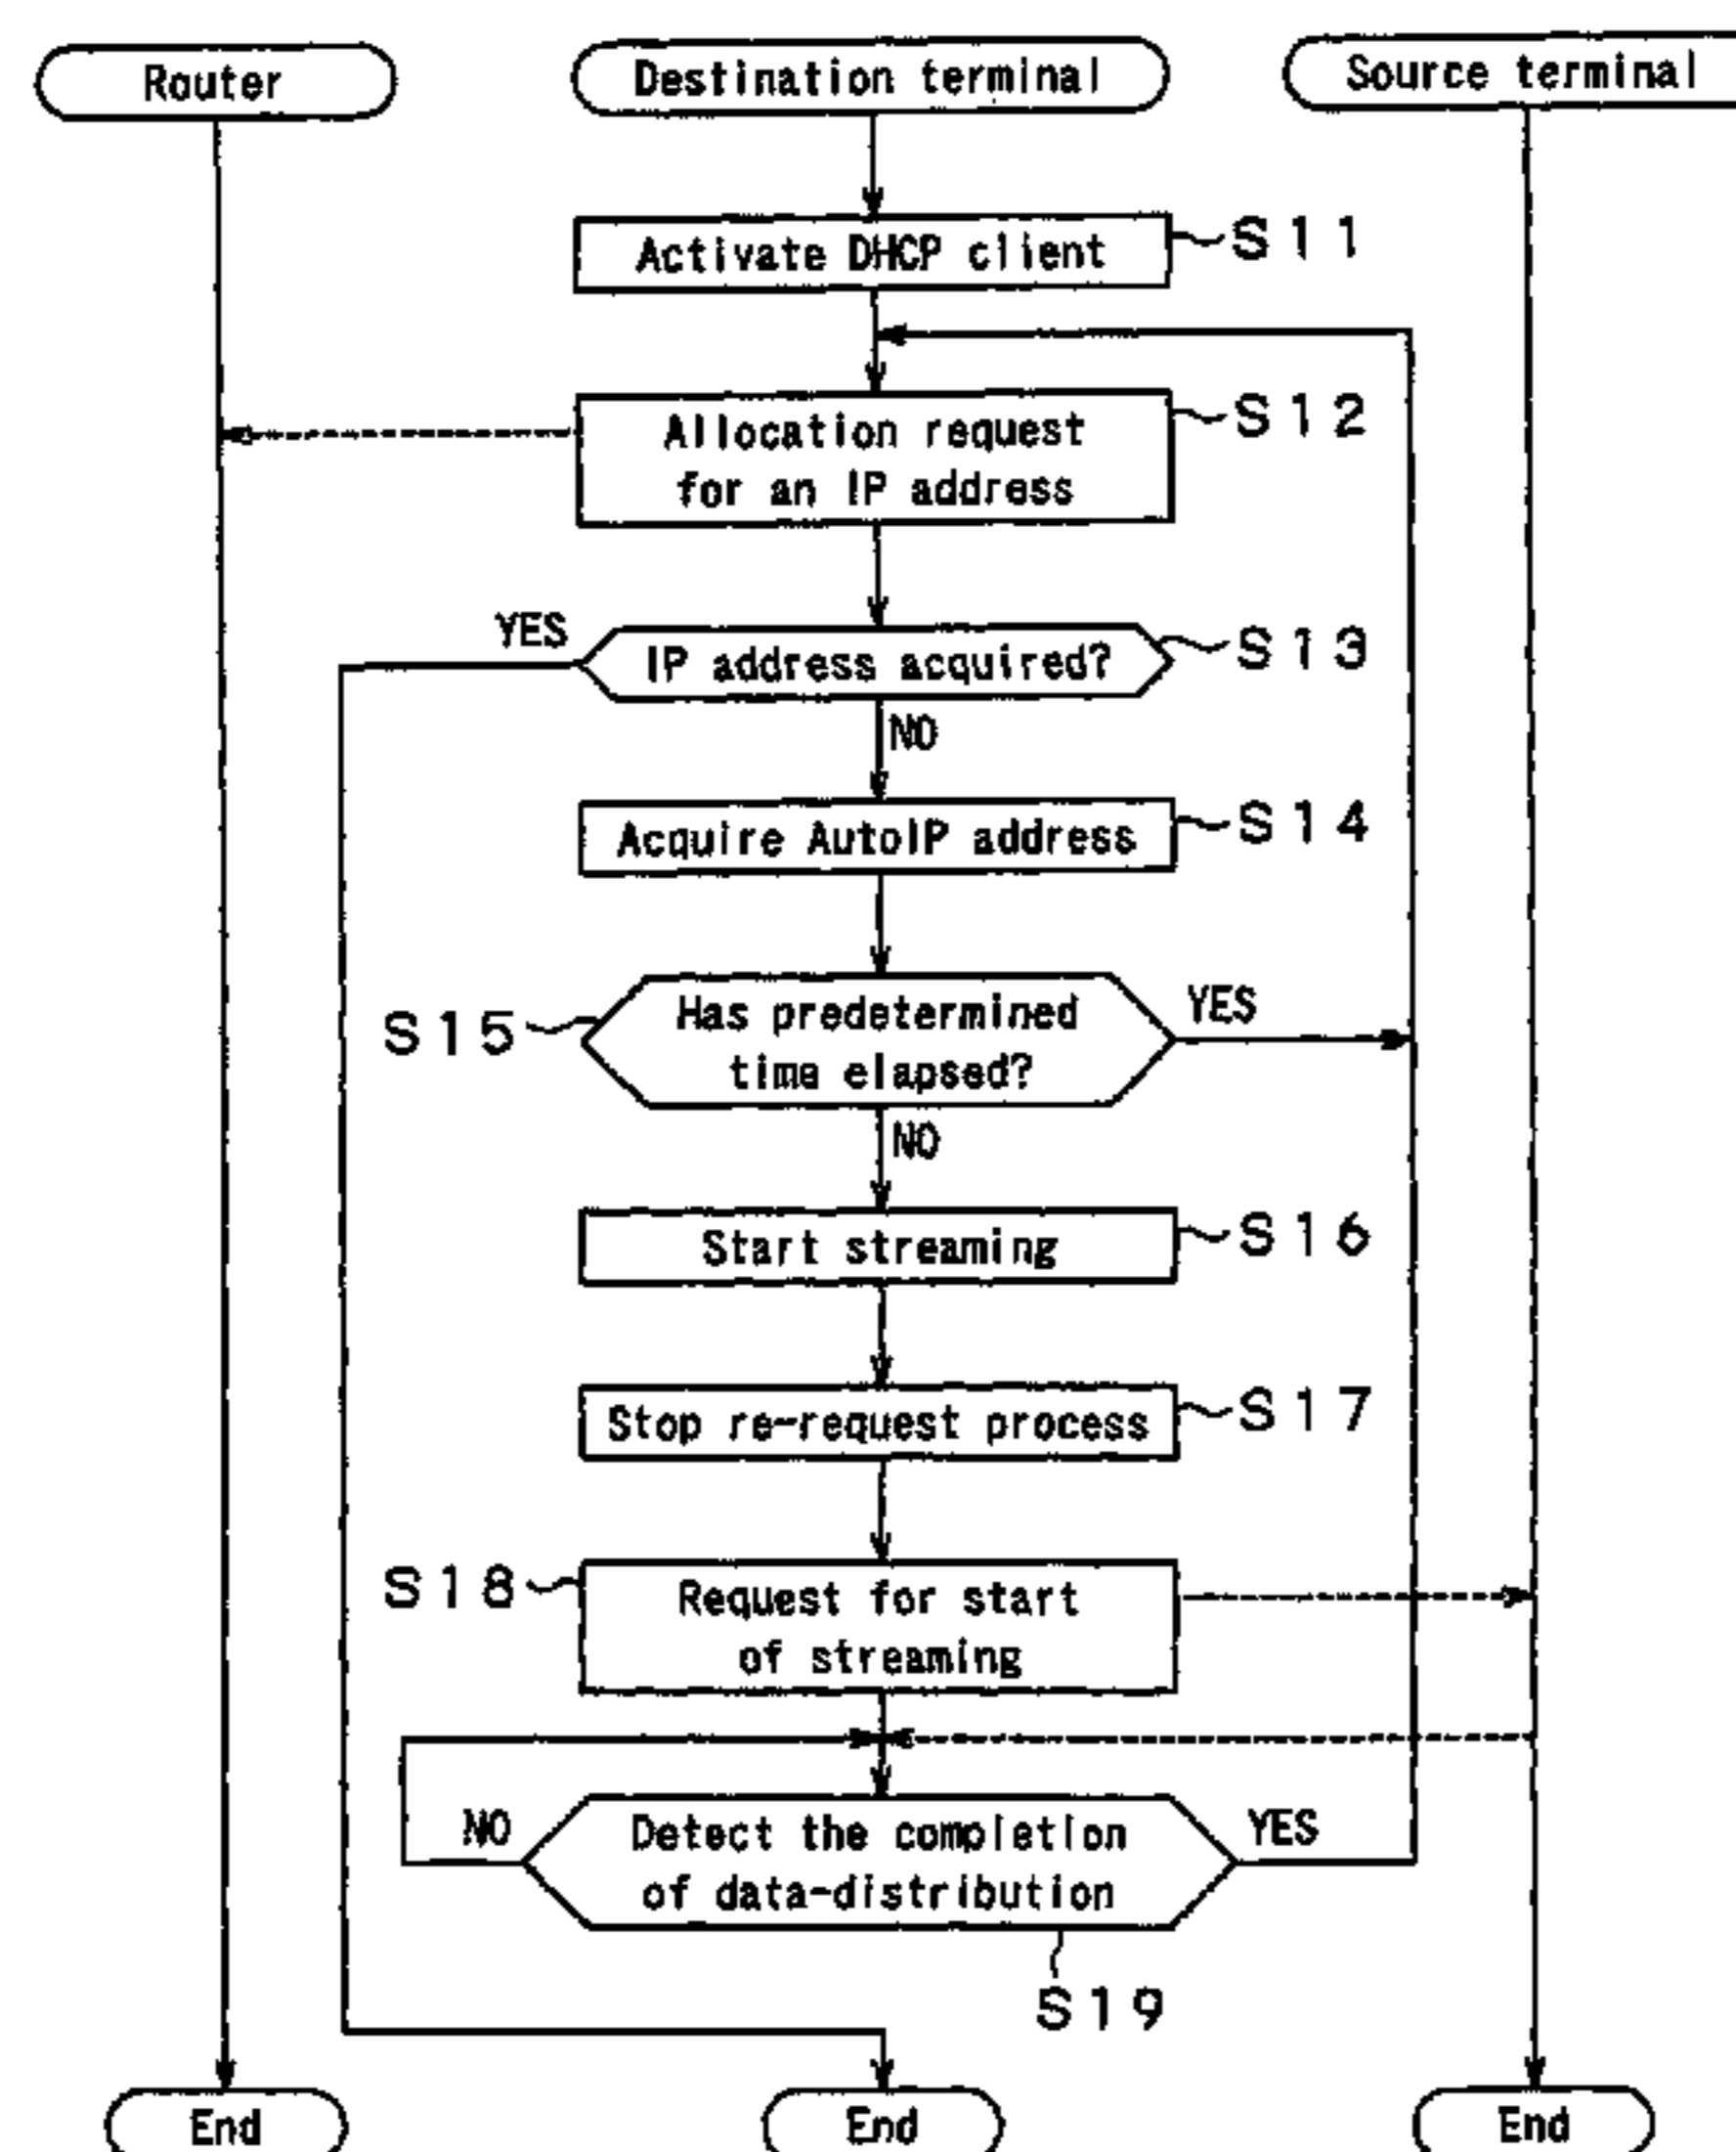 Router
Destination terminal
Source terminal
Activate DHCP client
S11
Allocation request
for an IP address
S12
YES
IP address acquired?
S13
NO
Acquire AutoIP address
S14
S15
Has predetermined
time elapsed?
YES
NO
Start streaming
S16
Stop re-request process
S17
S18
Request for start
of streaming
NO
Detect the completion
of data-distribution
YES
S19
End
End
End